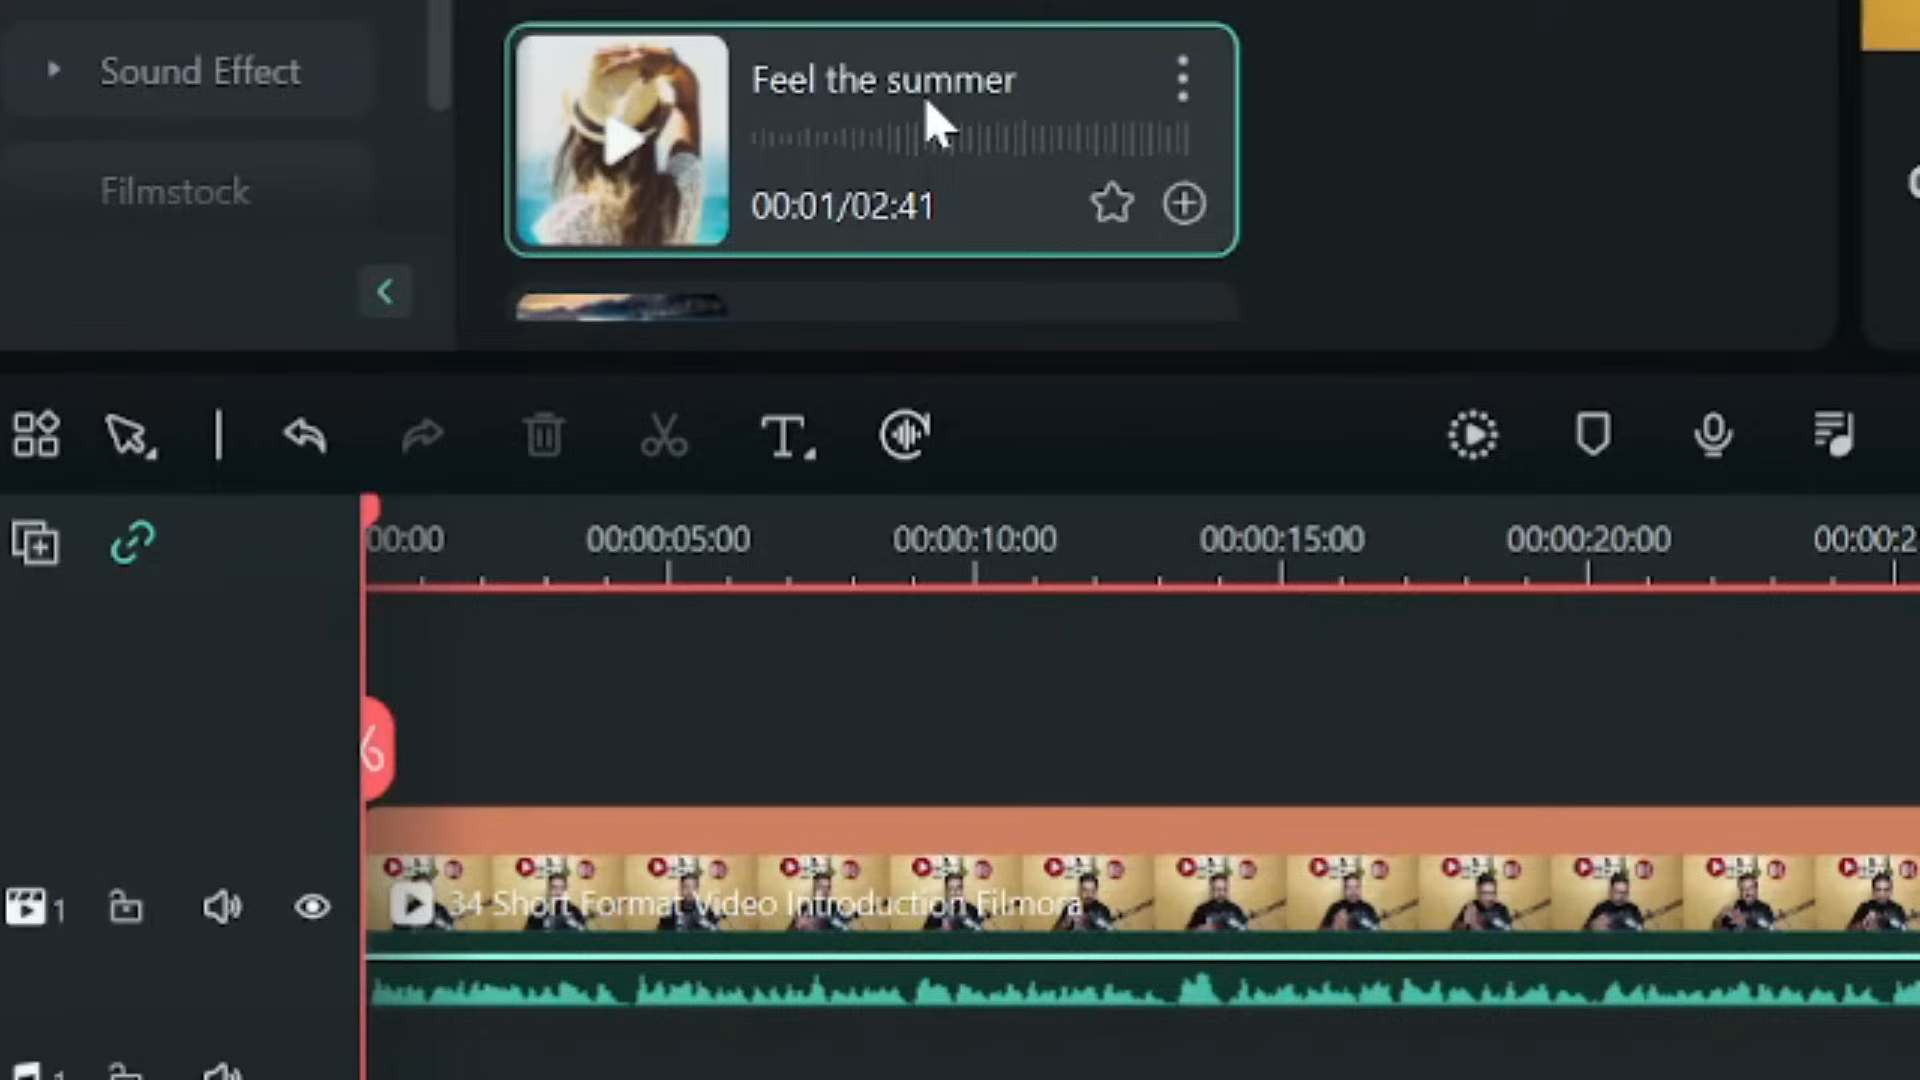 Sound Effect
Feel the summer
Filmstock
00:01/02:41
00:00
00:00:05:00
00:00:10:00
00:00:15:00
00:00:20:00
00:00:2
34 Short Format Video Introduction Filmora
1
1